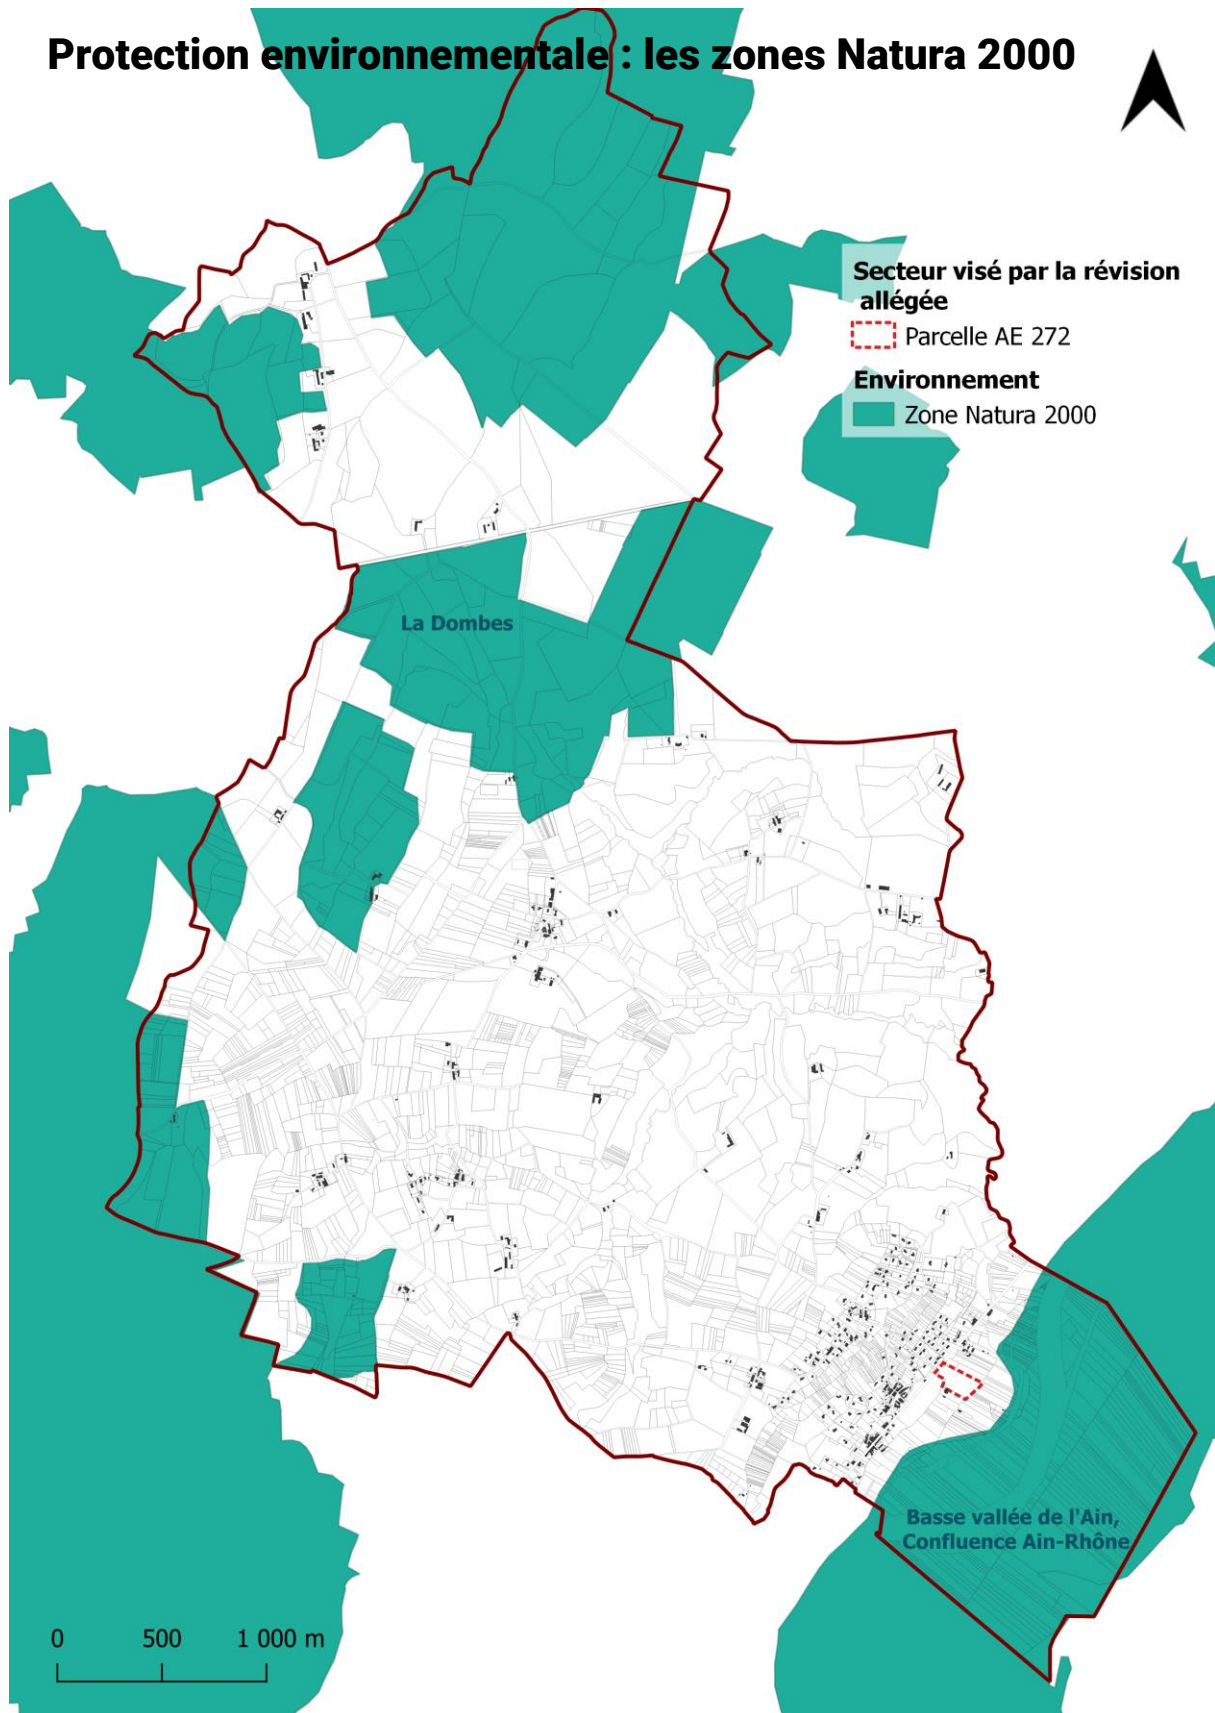 Protection environnementale : les zones Natura 2000
Secteur visé par la révision
allégée
Parcelle AE 272
Environnement
Zone Natura 2000
La Dombes
Basse vallée de l'Ain,
Confluence Ain-Rhône
0 500 1 000 m